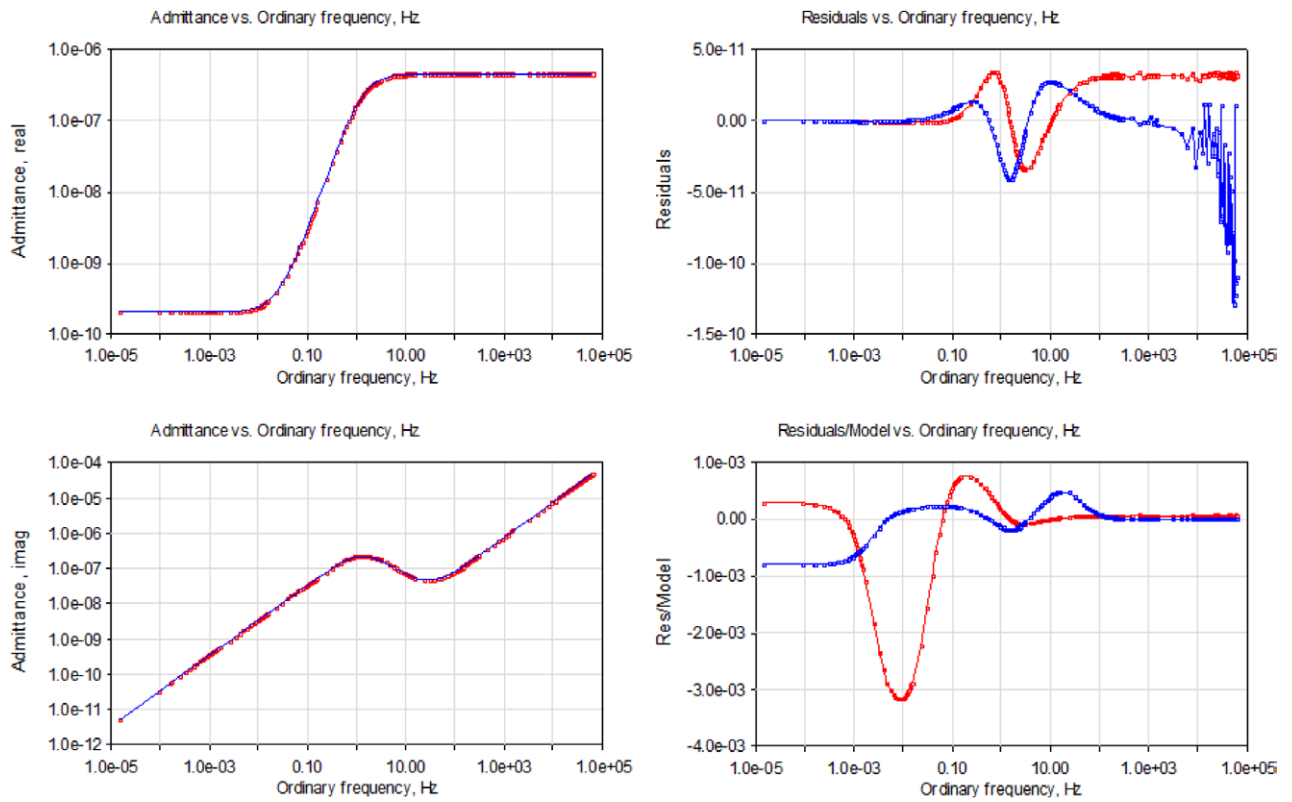 Admittance vs. Ordinary frequency, Hz
Admittance, real
1.0e-06
1.0e-07
1.0e-08
1.0e-09
1.0e-10
1.0e-05 1.0e-03 0.10 10.00 1.0e+03 1.0e+05
Ordinary frequency, Hz
Residuals vs. Ordinary frequency, Hz
Residuals
5.0e-11
0.00
-5.0e-11
-1.0e-10
-1.5e-10
1.0e-05 1.0e-03 0.10 10.00 1.0e+03 1.0e+05
Ordinary frequency, Hz
Admittance vs. Ordinary frequency, Hz
Admittance, imag
1.0e-04
1.0e-05
1.0e-06
1.0e-07
1.0e-08
1.0e-09
1.0e-10
1.0e-11
1.0e-12
1.0e-05 1.0e-03 0.10 10.00 1.0e+03 1.0e+05
Ordinary frequency, Hz
Residuals/Model vs. Ordinary frequency, Hz
Res/Model
1.0e-03
0.00
-1.0e-03
-2.0e-03
-3.0e-03
-4.0e-03
1.0e-05 1.0e-03 0.10 10.00 1.0e+03 1.0e+05
Ordinary frequency, Hz